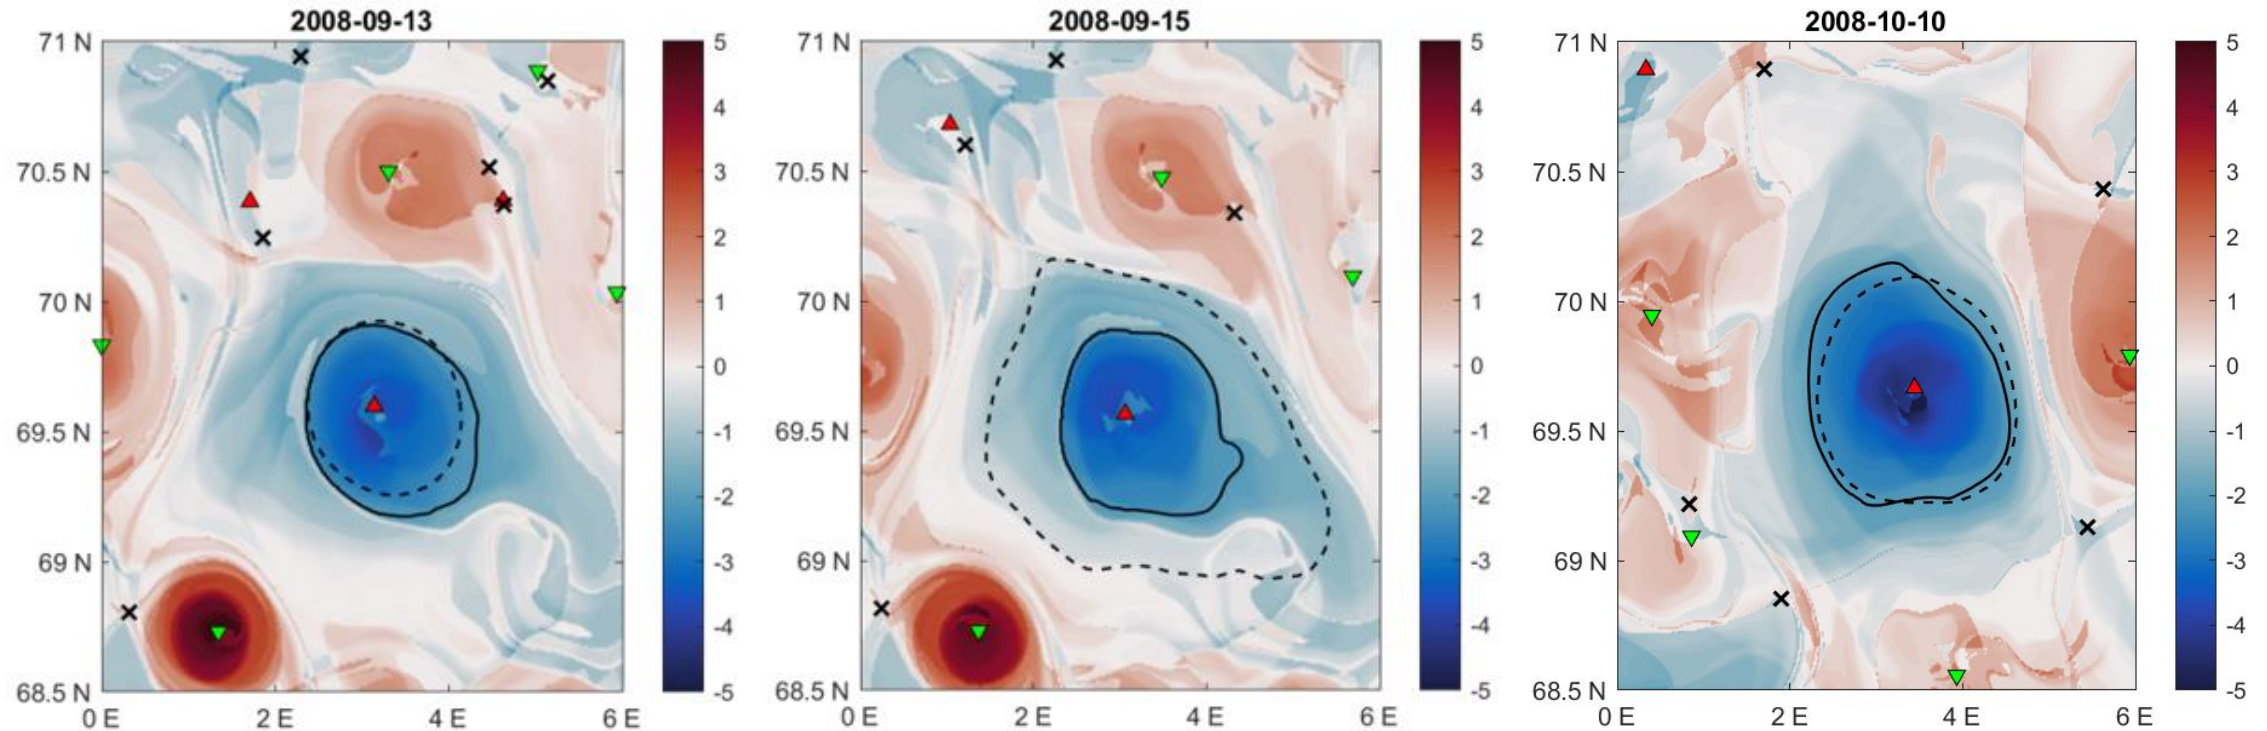 2008-09-13
2008-09-15
2008-10-10
71 N
70.5 N
70 N
69.5 N
69 N
68.5 N
0 E
2 E
4 E
6 E
5
4
3
2
1
0
-1
-2
-3
-4
-5
71 N
70.5 N
70 N
69.5 N
69 N
68.5 N
0 E
2 E
4 E
6 E
5
4
3
2
1
0
-1
-2
-3
-4
-5
71 N
70.5 N
70 N
69.5 N
69 N
68.5 N
0 E
2 E
4 E
6 E
5
4
3
2
1
0
-1
-2
-3
-4
-5